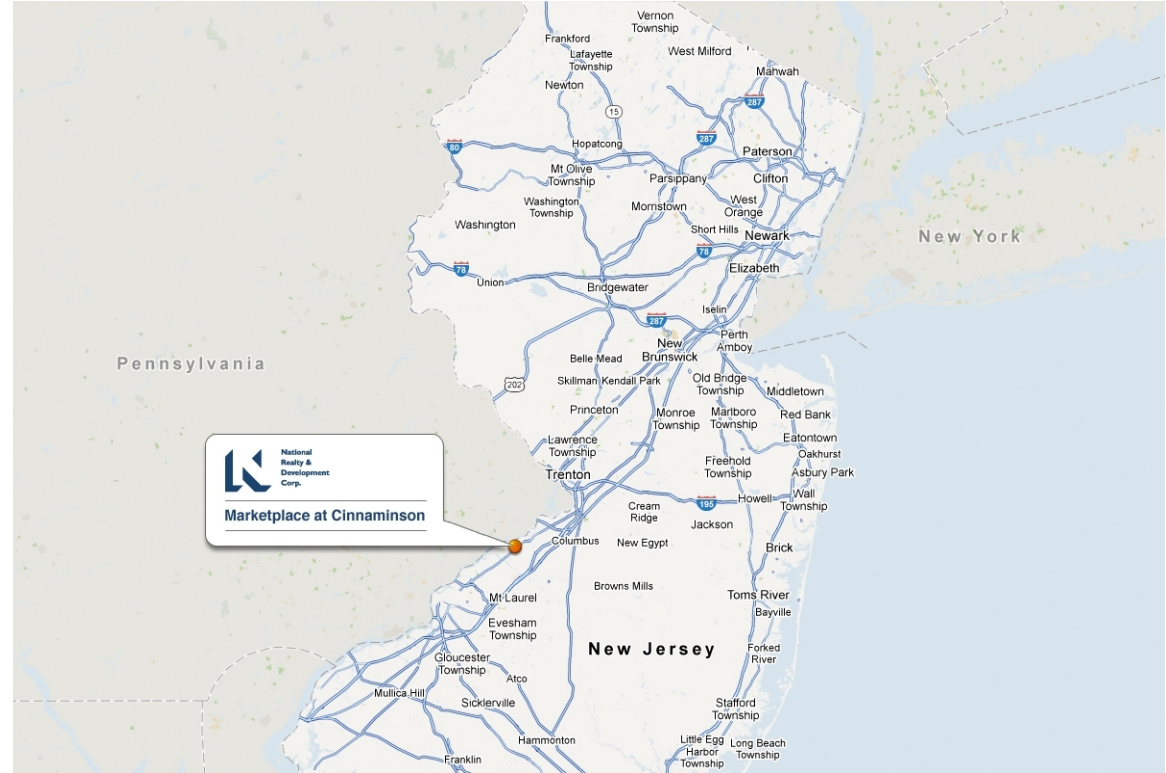 Vernon
Township
Frankford
Lafayette
Township
West Milford
Mahwah
Newton
287
15
287
80
Hopatcong
Paterson
Mt Olive
Township
Parsippany
Clifton
Washington
Township
Morristown
West
Orange
Washington
Short Hills
Newark
New York
78
78
Elizabeth
Union
Bridgewater
Iselin
287
Perth
Amboy
New
Brunswick
Belle Mead
Pennsylvania
202
Skillman
Kendall Park
Old Bridge
Township
Middletown
Princeton
Monroe
Township
Marlboro
Township
Red Bank
Eatontown
Lawrence
Township
Oakhurst
National
Realty &
Development
Corp.
Freehold
Township
Asbury Park
Trenton
195
Howell
Wall
Township
Cream
Ridge
Marketplace at Cinnaminson
Jackson
Columbus
New Egypt
Brick
Browns Mills
Toms River
Mt Laurel
Bayville
Evesham
Township
New Jersey
Forked
River
Gloucester
Township
Atco
Mullica Hill
Sicklerville
Stafford
Township
Hammonton
Little Egg
Harbor
Township
Long Beach
Township
Franklin